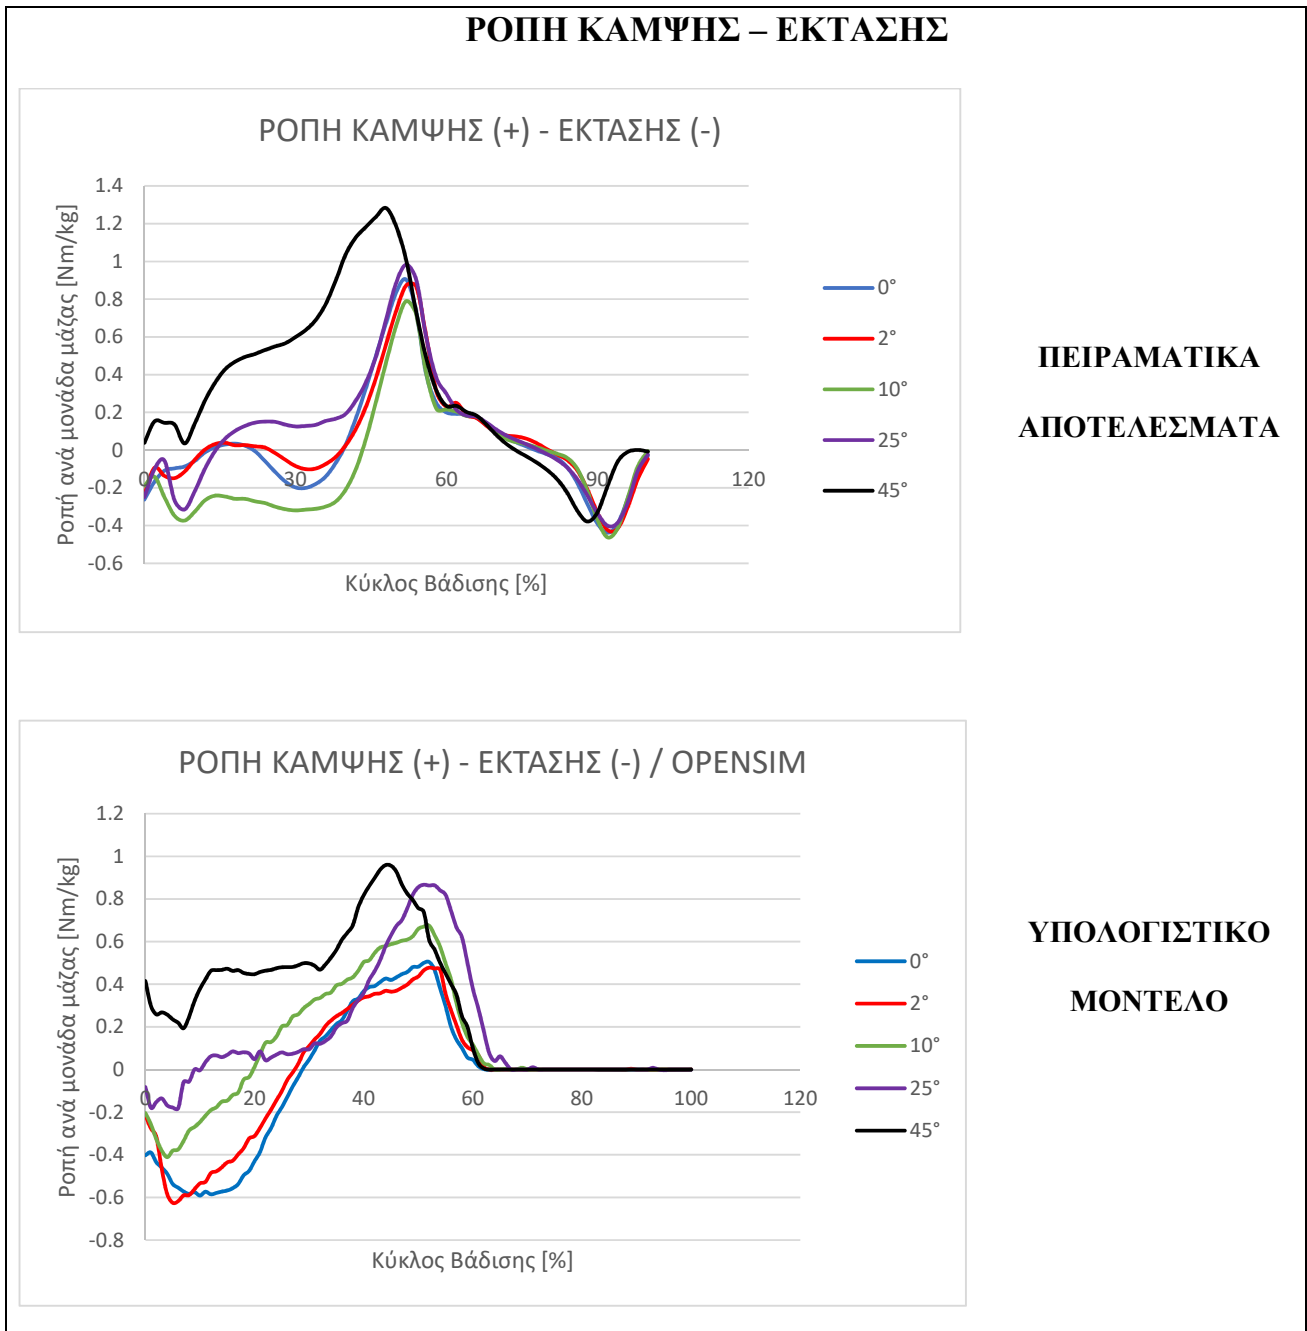 ΡΟΠΗ ΚΑΜΨΗΣ – ΕΚΤΑΣΗΣ
ΡΟΠΗ ΚΑΜΨΗΣ (+) - ΕΚΤΑΣΗΣ (-)
Ροπή ανά μονάδα μάζας [Nm/kg]
1.4
1.2
1
0.8
0.6
0.4
0.2
0
-0.2
-0.4
-0.6
0 30 60 90 120
Κύκλος Βάδισης [%]
0°
2°
10°
25°
45°
ΠΕΙΡΑΜΑΤΙΚΑ
ΑΠΟΤΕΛΕΣΜΑΤΑ
ΡΟΠΗ ΚΑΜΨΗΣ (+) - ΕΚΤΑΣΗΣ (-) / OPENSIM
Ροπή ανά μονάδα μάζας [Nm/kg]
1.2
1
0.8
0.6
0.4
0.2
0
-0.2
-0.4
-0.6
-0.8
0 20 40 60 80 100 120
Κύκλος Βάδισης [%]
0°
2°
10°
25°
45°
ΥΠΟΛΟΓΙΣΤΙΚΟ
ΜΟΝΤΕΛΟ